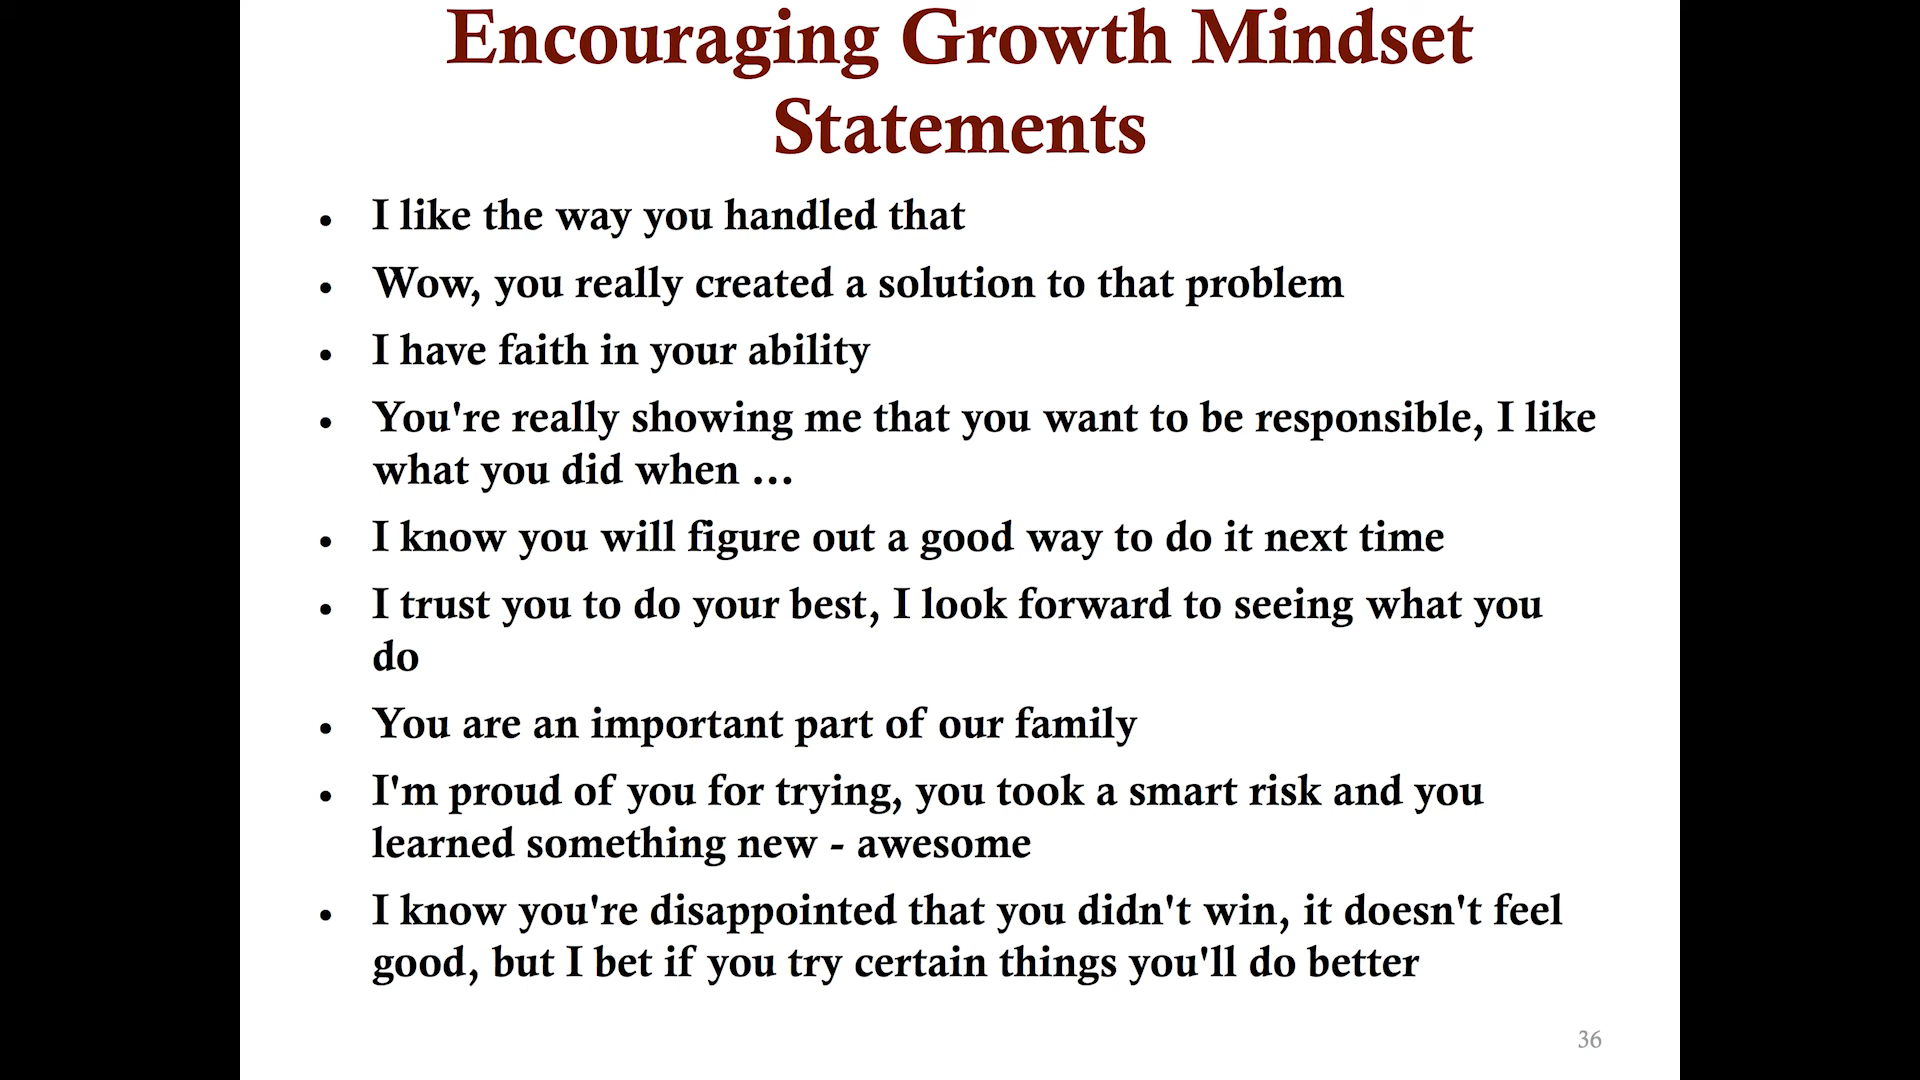 Encouraging Growth Mindset
Statements
• I like the way you handled that
• Wow, you really created a solution to that problem
• I have faith in your ability
• You're really showing me that you want to be responsible, I like
what you did when ...
• I know you will figure out a good way to do it next time
• I trust you to do your best, I look forward to seeing what you
do
• You are an important part of our family
• I'm proud of you for trying, you took a smart risk and you
learned something new - awesome
• I know you're disappointed that you didn't win, it doesn't feel
good, but I bet if you try certain things you'll do better
36